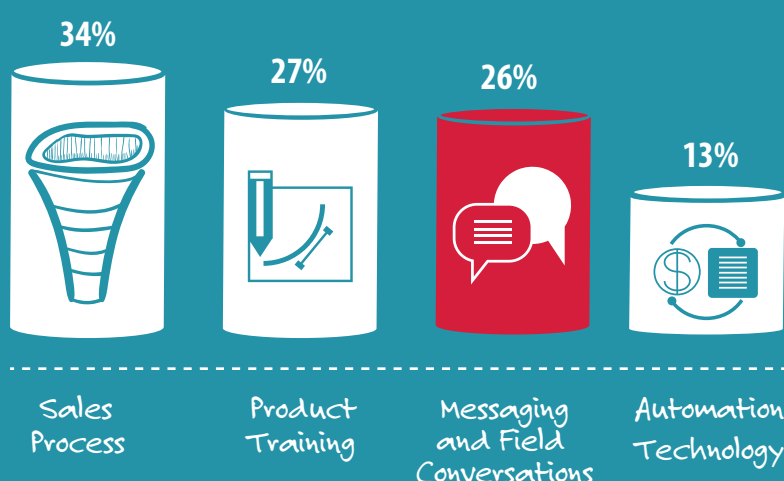 34%
27%
26%
13%
Sales
Process
Product
Training
Messaging
and Field
Conversations
Automation
Technology